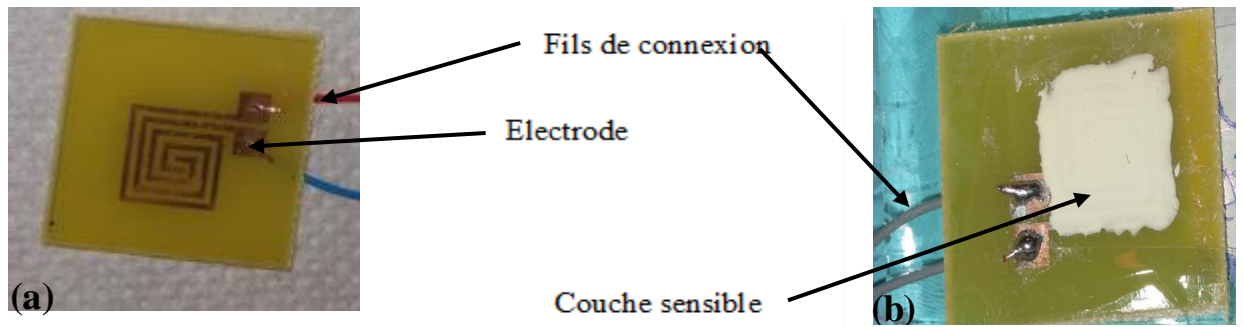 Fils de connexion
Electrode
Couche sensible
(a)
(b)